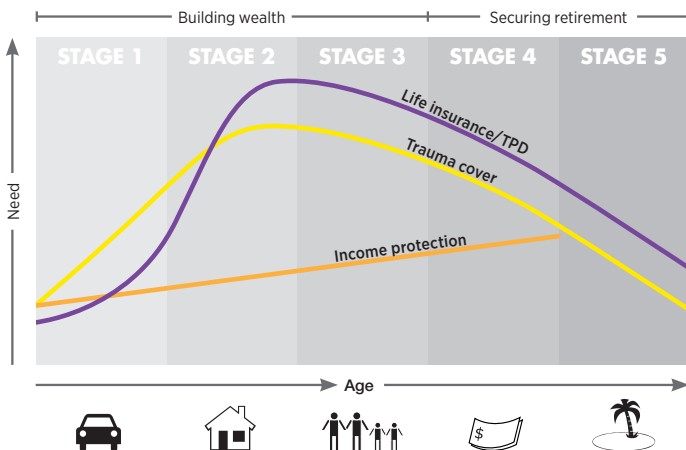 Building wealth
Securing retirement
STAGE 1
STAGE 2
STAGE 3
STAGE 4
STAGE 5
Need
Life insurance/TPD
Trauma cover
Income protection
Age
$